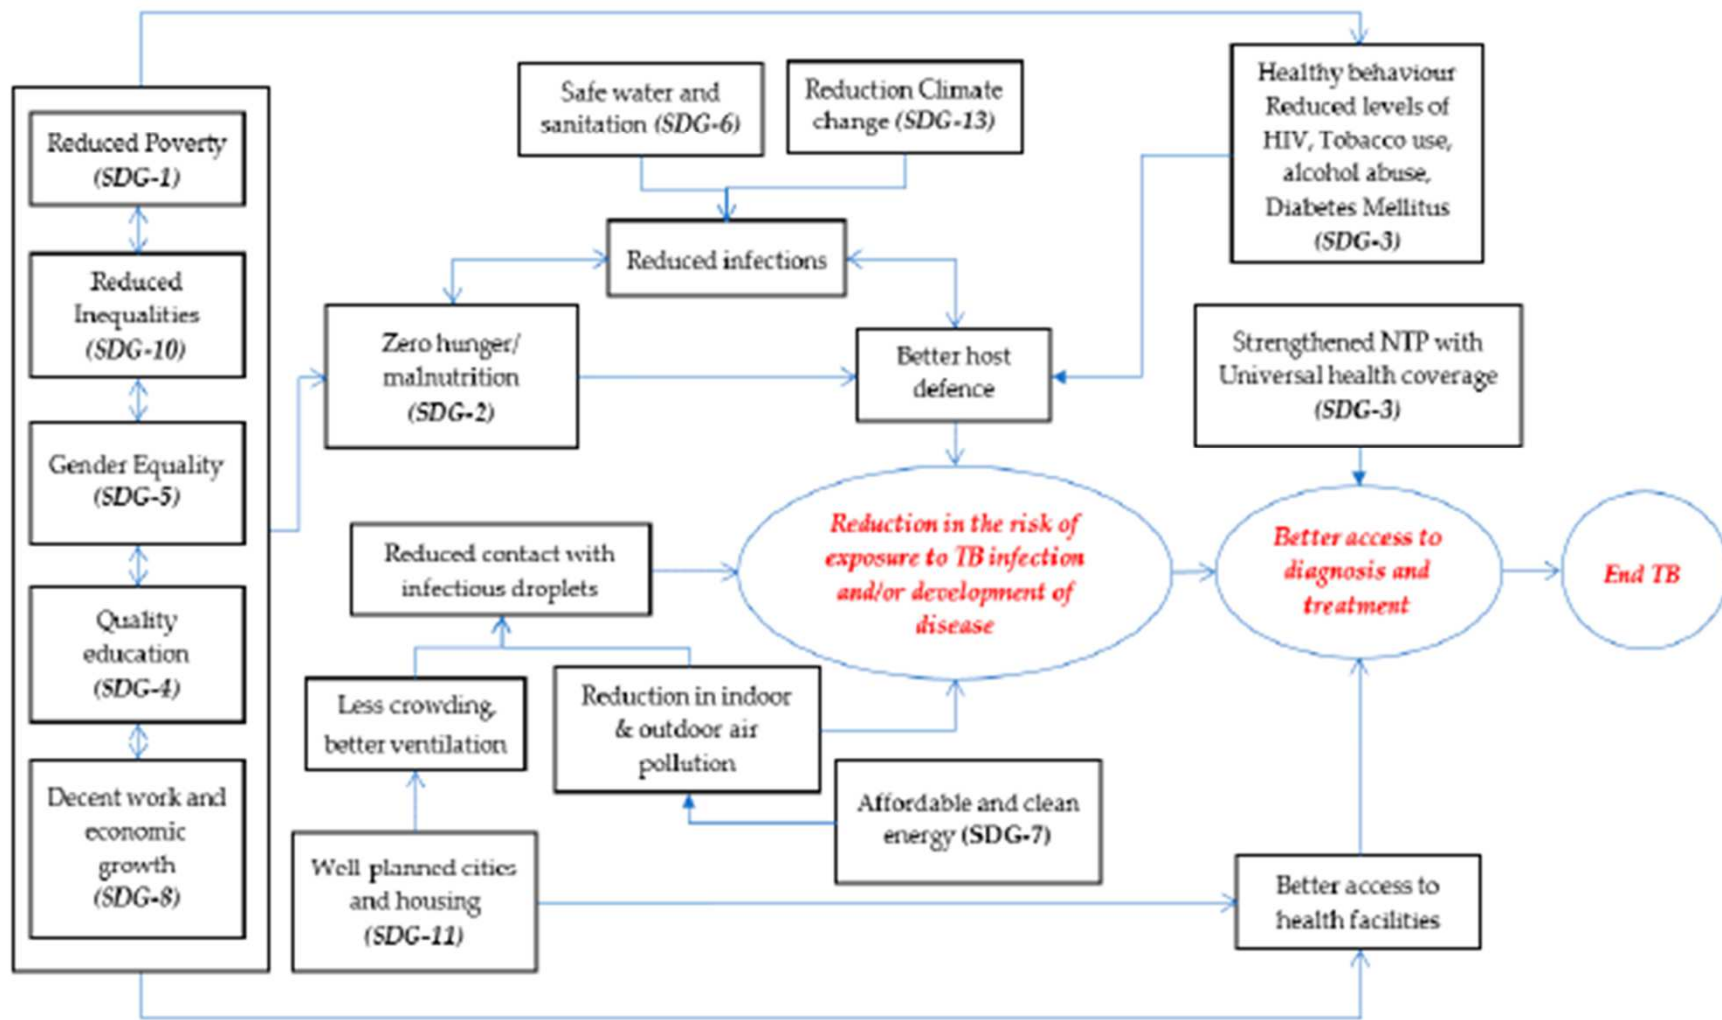 Reduced Poverty
(SDG-1)
Reduced
Inequalities
(SDG-10)
Gender Equality
(SDG-5)
Quality
education
(SDG-4)
Decent work and
economic
growth
(SDG-8)
Safe water and
sanitation (SDG-6)
Reduction Climate
change (SDG-13)
Reduced infections
Zero hunger/
malnutrition
(SDG-2)
Better host
defence
Healthy behaviour
Reduced levels of
HIV, Tobacco use,
alcohol abuse,
Diabetes Mellitus
(SDG-3)
Strengthened NTP with
Universal health coverage
(SDG-3)
Reduced contact with
infectious droplets
Reduction in the risk of
exposure to TB infection
and/or development of
disease
Better access to
diagnosis and
treatment
End TB
Less crowding,
better ventilation
Reduction in indoor
& outdoor air
pollution
Affordable and clean
energy (SDG-7)
Well planned cities
and housing
(SDG-11)
Better access to
health facilities